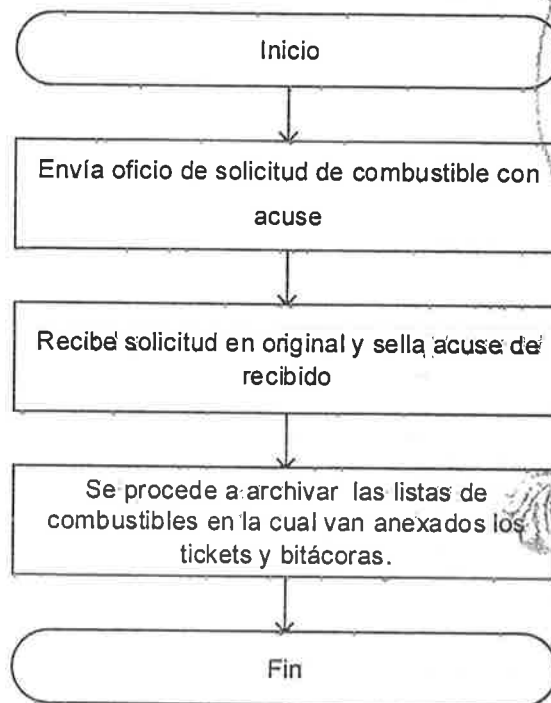 Inicio
Envía oficio de solicitud de combustible con
acuse
Recibe solicitud en original y sella acuse de
recibido
Se procede a archivar las listas de
combustibles en la cual van anexados los
tickets y bitácoras.
Fin